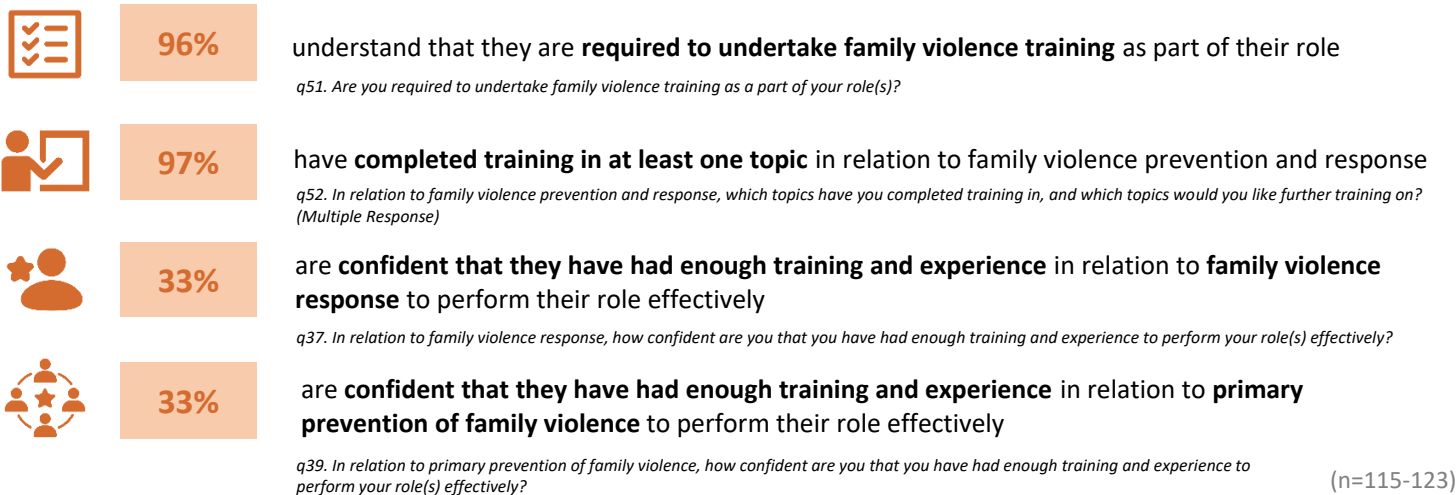 96%
understand that they are required to undertake family violence training as part of their role
q51. Are you required to undertake family violence training as a part of your role(s)?
97%
have completed training in at least one topic in relation to family violence prevention and response
q52. In relation to family violence prevention and response, which topics have you completed training in, and which topics would you like further training on?
(Multiple Response)
33%
are confident that they have had enough training and experience in relation to family violence
response to perform their role effectively
q37. In relation to family violence response, how confident are you that you have had enough training and experience to perform your role(s) effectively?
33%
are confident that they have had enough training and experience in relation to primary
prevention of family violence to perform their role effectively
q39. In relation to primary prevention of family violence, how confident are you that you have had enough training and experience to
perform your role(s) effectively?
(n=115-123)